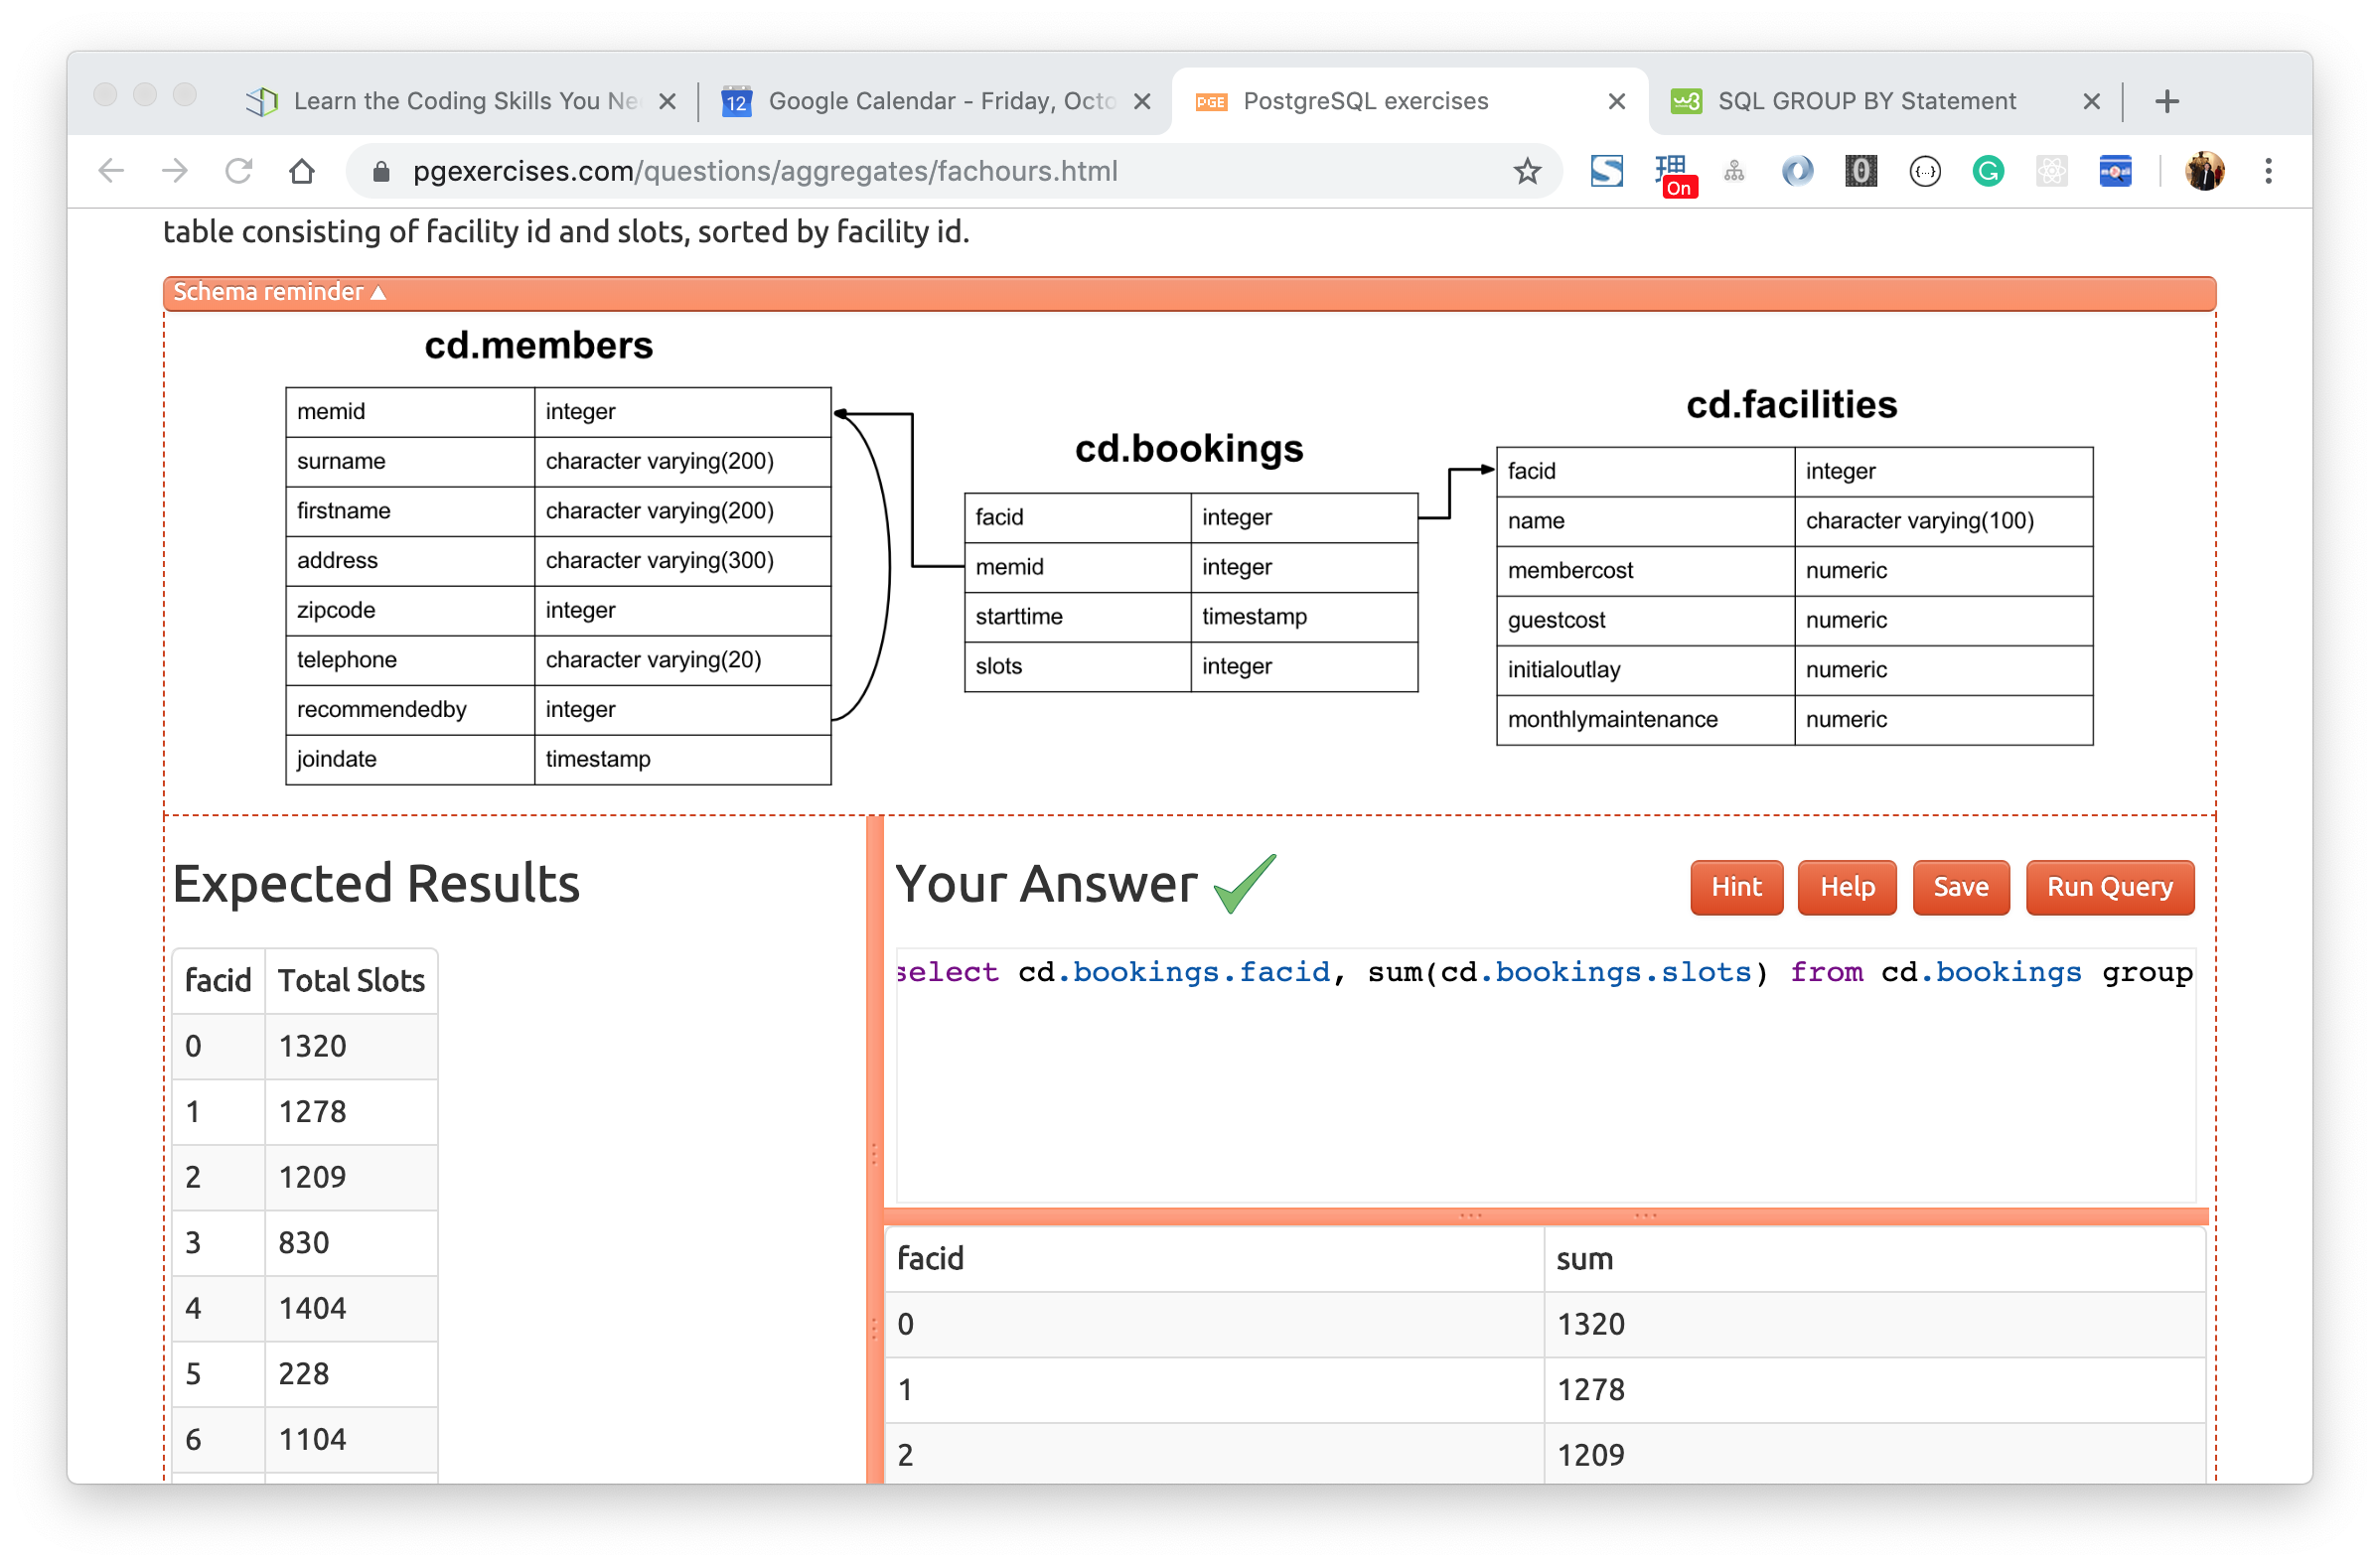 Learn the Coding Skills You Ne
12 Google Calendar - Friday, Octo
PGE PostgreSQL exercises
w3 SQL GROUP BY Statement
pgexercises.com/questions/aggregates/fachours.html
On
table consisting of facility id and slots, sorted by facility id.
Schema reminder
cd.members
memid integer
surname character varying(200)
firstname character varying(200)
address character varying(300)
zipcode integer
telephone character varying(20)
recommendedby integer
joindate timestamp
cd.bookings
facid integer
memid integer
starttime timestamp
slots integer
cd.facilities
facid integer
name character varying(100)
membercost numeric
guestcost numeric
initialoutlay numeric
monthlymaintenance numeric
Expected Results
facid Total Slots
0 1320
1 1278
2 1209
3 830
4 1404
5 228
6 1104
Your Answer
Hint
Help
Save
Run Query
select cd.bookings.facid, sum(cd.bookings.slots) from cd.bookings group
facid sum
0 1320
1 1278
2 1209